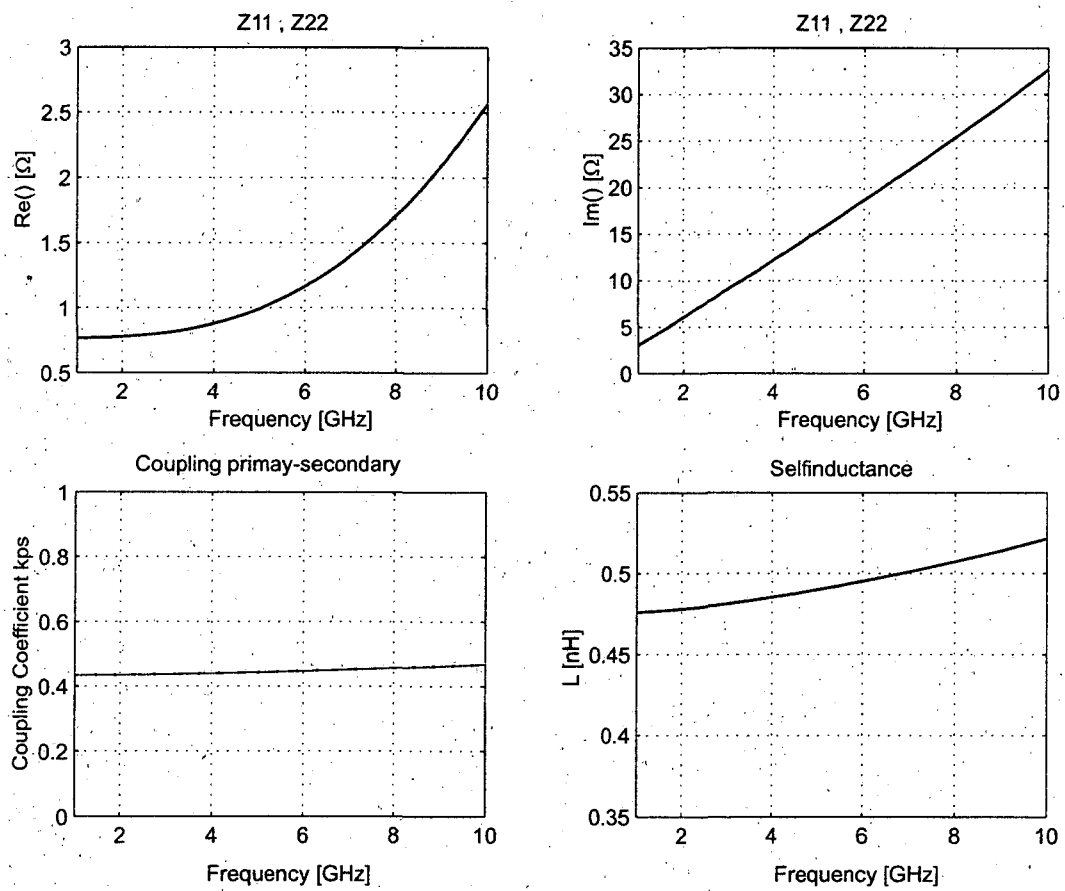 Z11 , Z22
3
2.5
2
1.5
1
0.5
Re() [Ω]
2 4 6 8 10
Frequency [GHz]
Z11 , Z22
35
30
25
20
15
10
5
0
Im() [Ω]
2 4 6 8 10
Frequency [GHz]
Coupling primay-secondary
1
0.8
0.6
0.4
0.2
0
Coupling Coefficient kps
2 4 6 8 10
Frequency [GHz]
Selfinductance
0.55
0.5
0.45
0.4
0.35
L [nH]
2 4 6 8 10
Frequency [GHz]